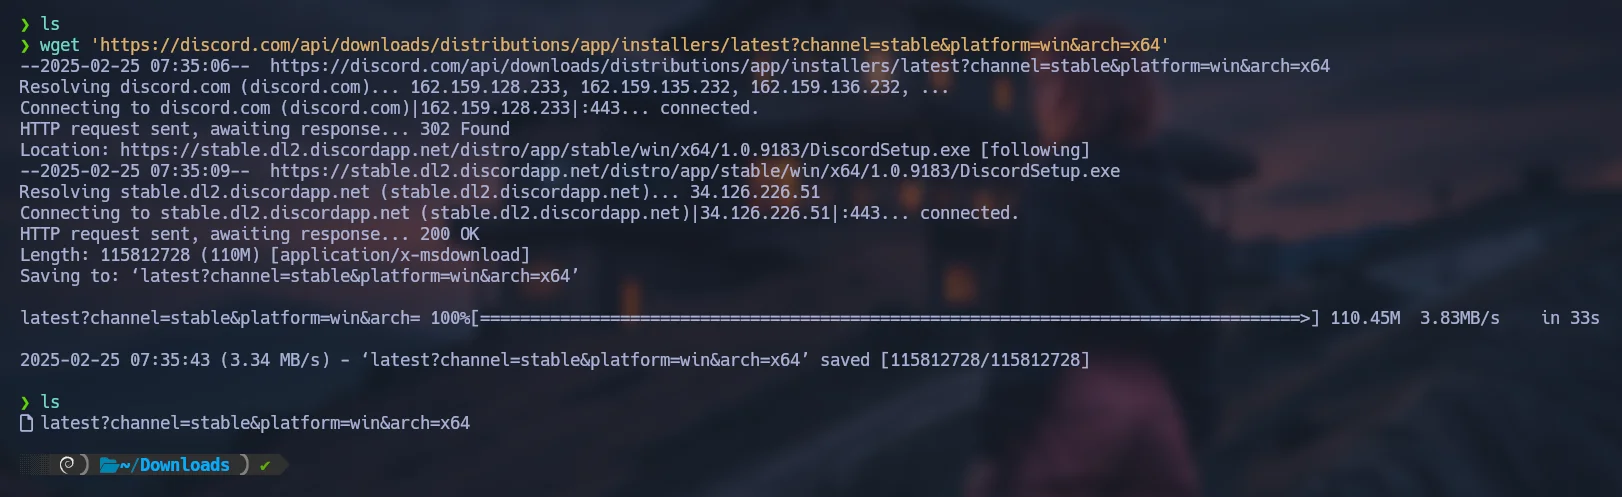 ❯ ls
❯ wget 'https://discord.com/api/downloads/distributions/app/installers/latest?channel=stable&platform=win&arch=x64'
--2025-02-25 07:35:06--  https://discord.com/api/downloads/distributions/app/installers/latest?channel=stable&platform=win&arch=x64
Resolving discord.com (discord.com)... 162.159.128.233, 162.159.135.232, 162.159.136.232, ...
Connecting to discord.com (discord.com)|162.159.128.233|:443... connected.
HTTP request sent, awaiting response... 302 Found
Location: https://stable.dl2.discordapp.net/distro/app/stable/win/x64/1.0.9183/DiscordSetup.exe [following]
--2025-02-25 07:35:09--  https://stable.dl2.discordapp.net/distro/app/stable/win/x64/1.0.9183/DiscordSetup.exe
Resolving stable.dl2.discordapp.net (stable.dl2.discordapp.net)... 34.126.226.51
Connecting to stable.dl2.discordapp.net (stable.dl2.discordapp.net)|34.126.226.51|:443... connected.
HTTP request sent, awaiting response... 200 OK
Length: 115812728 (110M) [application/x-msdownload]
Saving to: ‘latest?channel=stable&platform=win&arch=x64’
latest?channel=stable&platform=win&arch= 100%[==================================================================================>] 110.45M  3.83MB/s    in 33s
2025-02-25 07:35:43 (3.34 MB/s) - ‘latest?channel=stable&platform=win&arch=x64’ saved [115812728/115812728]
❯ ls
latest?channel=stable&platform=win&arch=x64
~/Downloads ✔